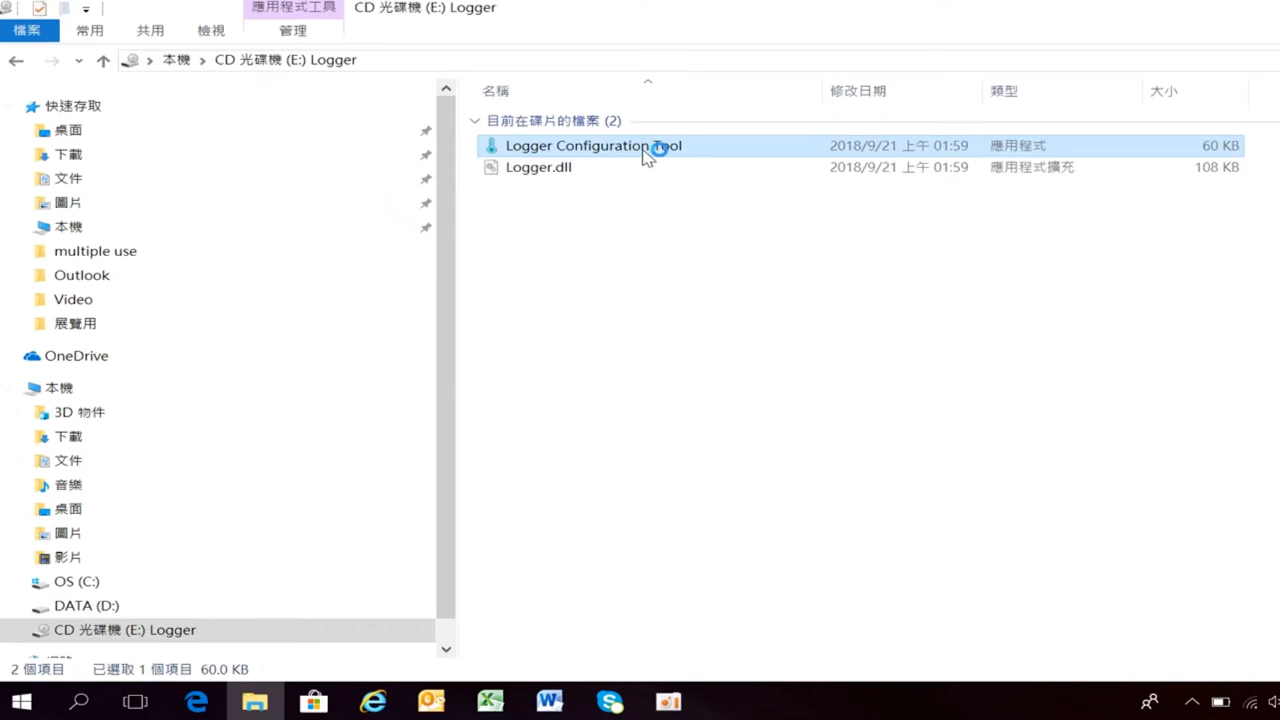 應用程式工具 CD 光碟機 (E:) Logger
檔案 常用 共用 檢視 管理
本機 CD 光碟機 (E:) Logger
名稱 修改日期 類型 大小
目前在碟片的檔案 (2)
Logger Configuration Tool 2018/9/21 上午 01:59 應用程式 60 KB
Logger.dll 2018/9/21 上午 01:59 應用程式擴充 108 KB
快速存取
桌面
下載
文件
圖片
本機
multiple use
Outlook
Video
展覽用
OneDrive
本機
3D 物件
下載
文件
音樂
桌面
圖片
影片
OS (C:)
DATA (D:)
CD 光碟機 (E:) Logger
2 個項目 已選取 1 個項目 60.0 KB